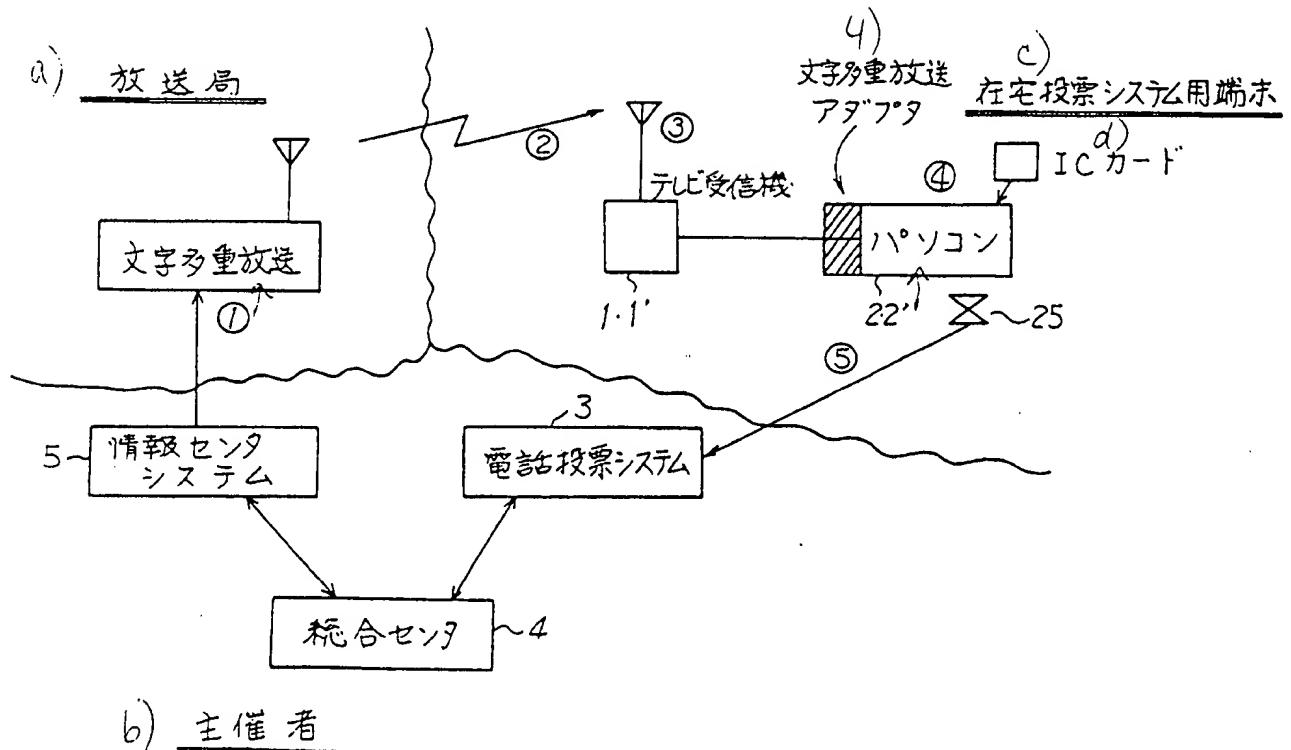 a) 放送局
4)
文字多重放送
アダプタ
c)
在宅投票システム用端末
d)
ICカード
②
③
テレビ受信機
④
文字多重放送
パソコン
①
1・1'
22'
25
⑤
5
情報センタ
システム
3
電話投票システム
総合センタ
4
b) 主催者